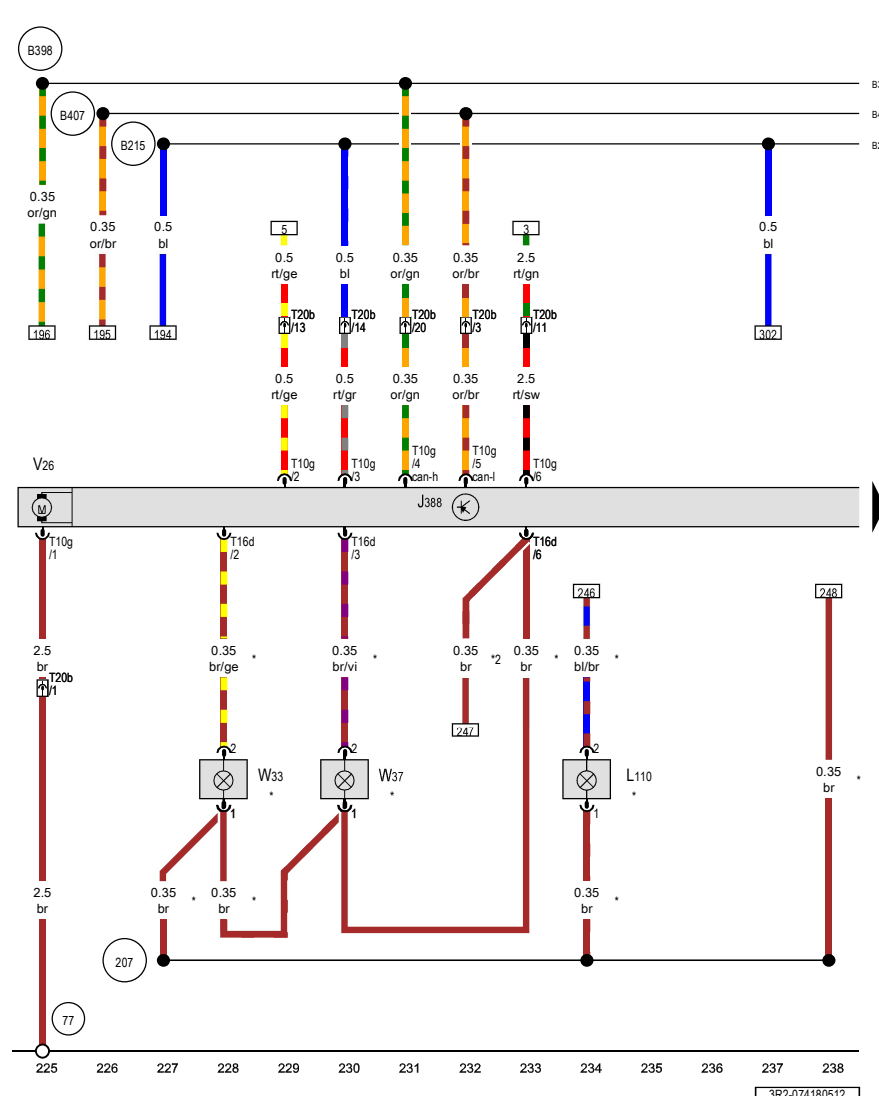 B398
B407
B215
0.35
or/gn
0.35
or/br
0.5
bl
5
3
0.5
rt/ge
0.5
bl
0.35
or/gn
0.35
or/br
2.5
rt/gn
0.5
bl
T20b
/13
T20b
/14
T20b
/20
T20b
/3
T20b
/11
196
195
194
302
0.5
rt/ge
0.5
rt/gr
0.35
or/gn
0.35
or/br
2.5
rt/sw
V26
T10g
/2
T10g
/3
T10g
/4
can-h
T10g
/5
can-l
T10g
/6
M
J388
T10g
/1
T16d
/2
T16d
/3
T16d
/6
246
248
2.5
br
0.35
br/ge
*
0.35
br/vi
*
0.35
br
*2
0.35
br
*
0.35
bl/br
*
T20b
/1
247
2
2
2
W33
*
W37
*
L110
*
0.35
br
*
1
1
1
2.5
br
0.35
br
*
0.35
br
*
0.35
br
*
207
77
225 226 227 228 229 230 231 232 233 234 235 236 237 238
3R2-074180512